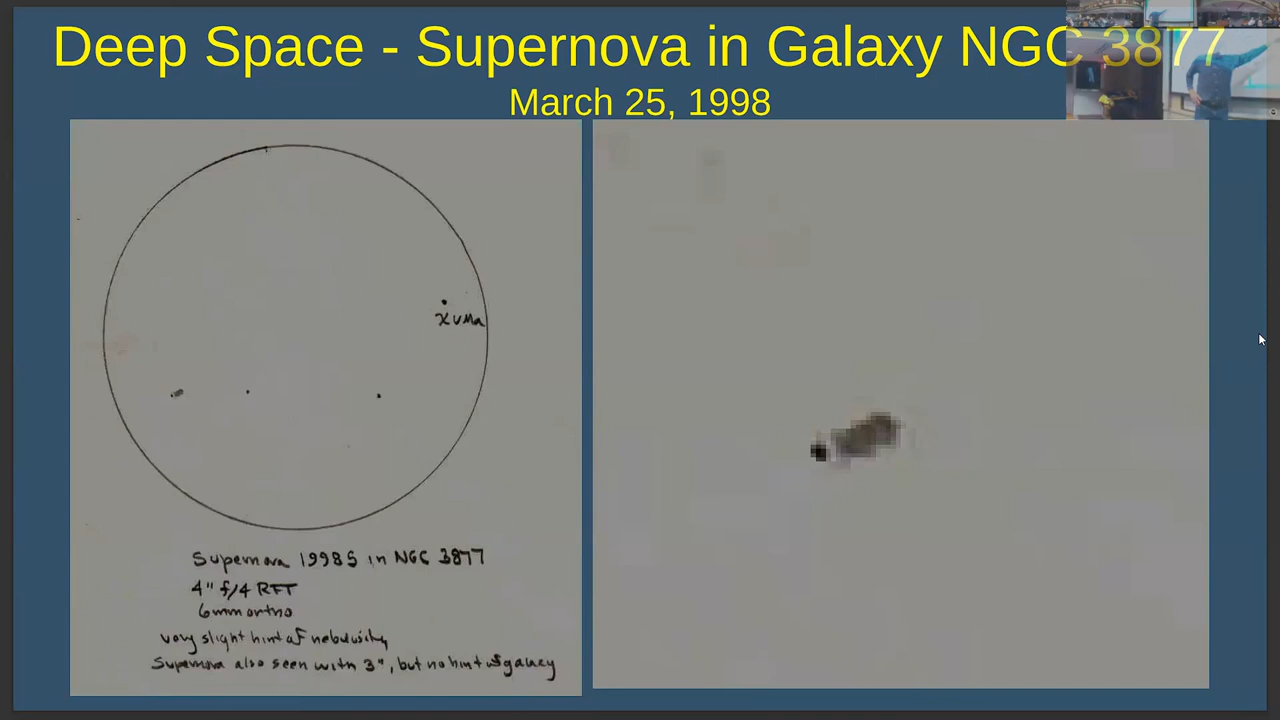 Deep Space - Supernova in Galaxy NGC 3877
March 25, 1998
χ UMa
Supernova 1998S in NGC 3877
4" f/4 RFT
6mm ortho
very slight hint of nebulosity
Supernova also seen with 3", but no hint of galaxy